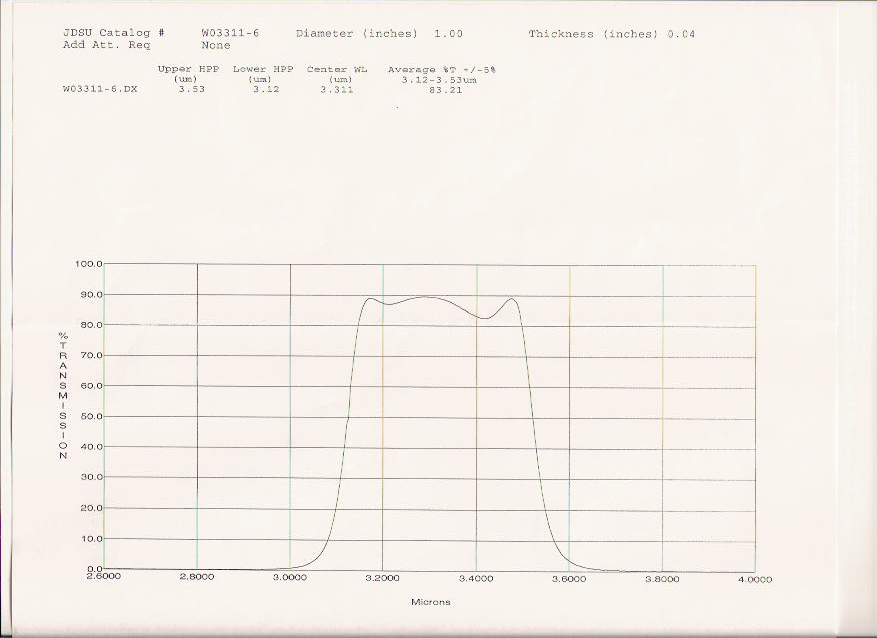 JDSU Catalog # W03311-6 Diameter (inches) 1.00 Thickness (inches) 0.04
Add Att. Req None
Upper HPP Lower HPP Center WL Average %T +/-5%
(um) (um) (um) 3.12-3.53um
W03311-6.DX 3.53 3.12 3.311 83.21
100.0
90.0
80.0
70.0
60.0
50.0
40.0
30.0
20.0
10.0
0.0
%TRANSMISSION
2.6000 2.8000 3.0000 3.2000 3.4000 3.6000 3.8000 4.0000
Microns